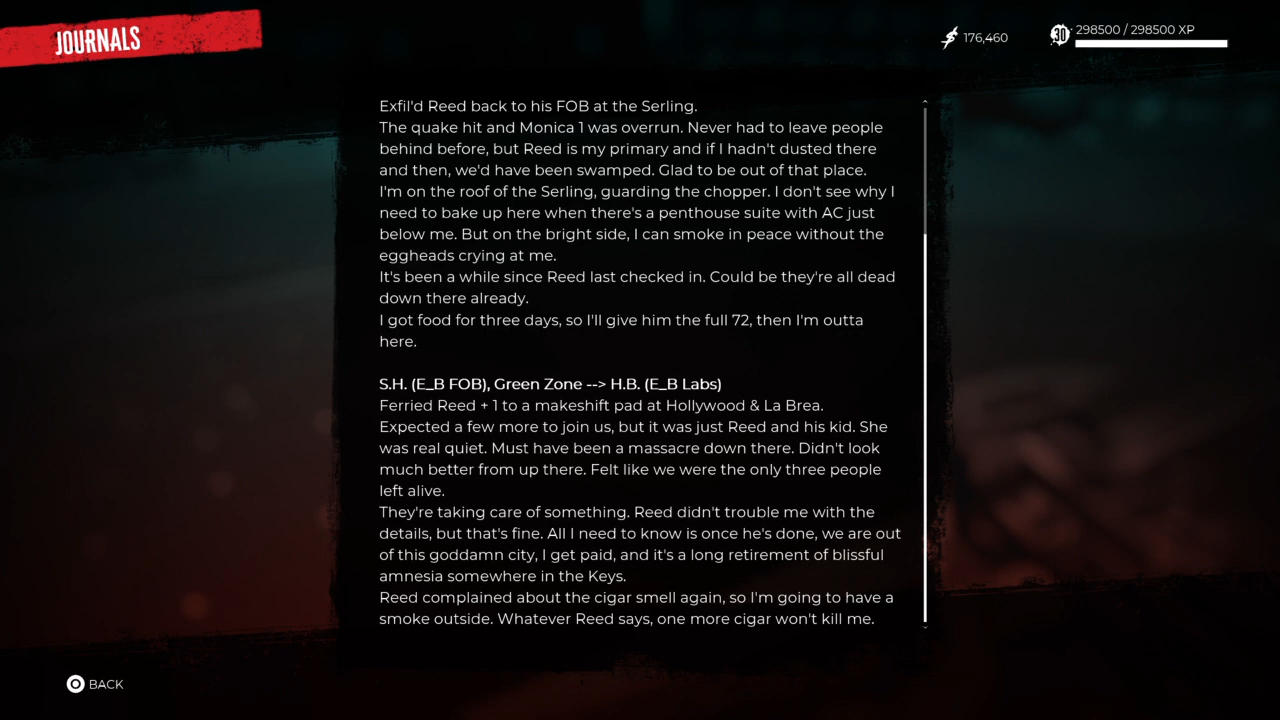 JOURNALS
176,460
30
298500 / 298500 XP
Exfil'd Reed back to his FOB at the Serling.
The quake hit and Monica 1 was overrun. Never had to leave people
behind before, but Reed is my primary and if I hadn't dusted there
and then, we'd have been swamped. Glad to be out of that place.
I'm on the roof of the Serling, guarding the chopper. I don't see why I
need to bake up here when there's a penthouse suite with AC just
below me. But on the bright side, I can smoke in peace without the
eggheads crying at me.
It's been a while since Reed last checked in. Could be they're all dead
down there already.
I got food for three days, so I'll give him the full 72, then I'm outta
here.
S.H. (E_B FOB), Green Zone --> H.B. (E_B Labs)
Ferried Reed + 1 to a makeshift pad at Hollywood & La Brea.
Expected a few more to join us, but it was just Reed and his kid. She
was real quiet. Must have been a massacre down there. Didn't look
much better from up there. Felt like we were the only three people
left alive.
They're taking care of something. Reed didn't trouble me with the
details, but that's fine. All I need to know is once he's done, we are out
of this goddamn city, I get paid, and it's a long retirement of blissful
amnesia somewhere in the Keys.
Reed complained about the cigar smell again, so I'm going to have a
smoke outside. Whatever Reed says, one more cigar won't kill me.
BACK